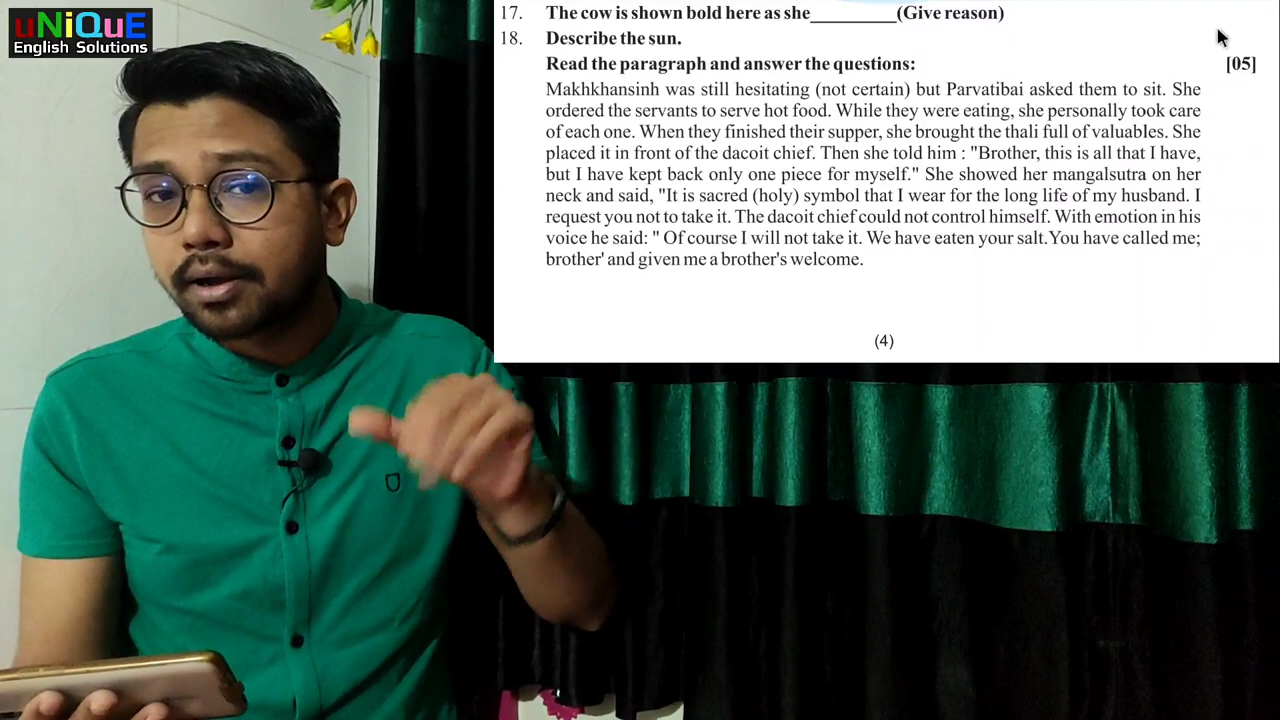 uNiQuE
English Solutions
17. The cow is shown bold here as she_________(Give reason)
18. Describe the sun.
Read the paragraph and answer the questions: [05]
Makhkhansinh was still hesitating (not certain) but Parvatibai asked them to sit. She
ordered the servants to serve hot food. While they were eating, she personally took care
of each one. When they finished their supper, she brought the thali full of valuables. She
placed it in front of the dacoit chief. Then she told him : "Brother, this is all that I have,
but I have kept back only one piece for myself." She showed her mangalsutra on her
neck and said, "It is sacred (holy) symbol that I wear for the long life of my husband. I
request you not to take it. The dacoit chief could not control himself. With emotion in his
voice he said: " Of course I will not take it. We have eaten your salt.You have called me;
brother' and given me a brother's welcome.
(4)